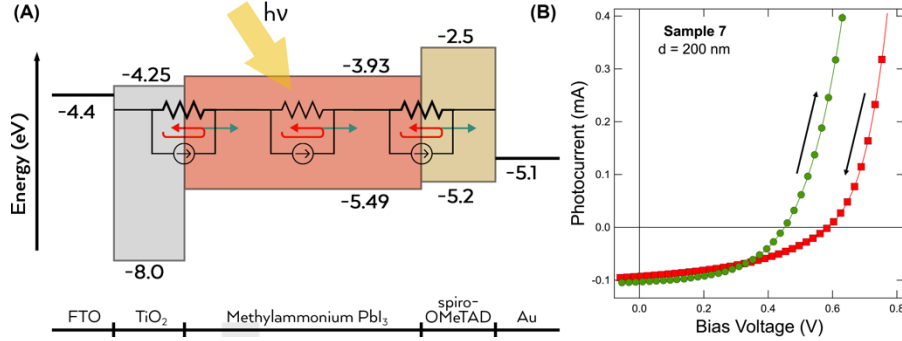 (A)
hν
Energy (eV)
−4.4
−4.25
−8.0
−3.93
−5.49
−2.5
−5.2
−5.1
FTO
TiO₂
Methylammonium PbI₃
spiro-
OMeTAD
Au
(B)
Sample 7
d = 200 nm
Photocurrent (mA)
0.4
0.3
0.2
0.1
0.0
-0.1
0.0
0.2
0.4
0.6
0.8
Bias Voltage (V)